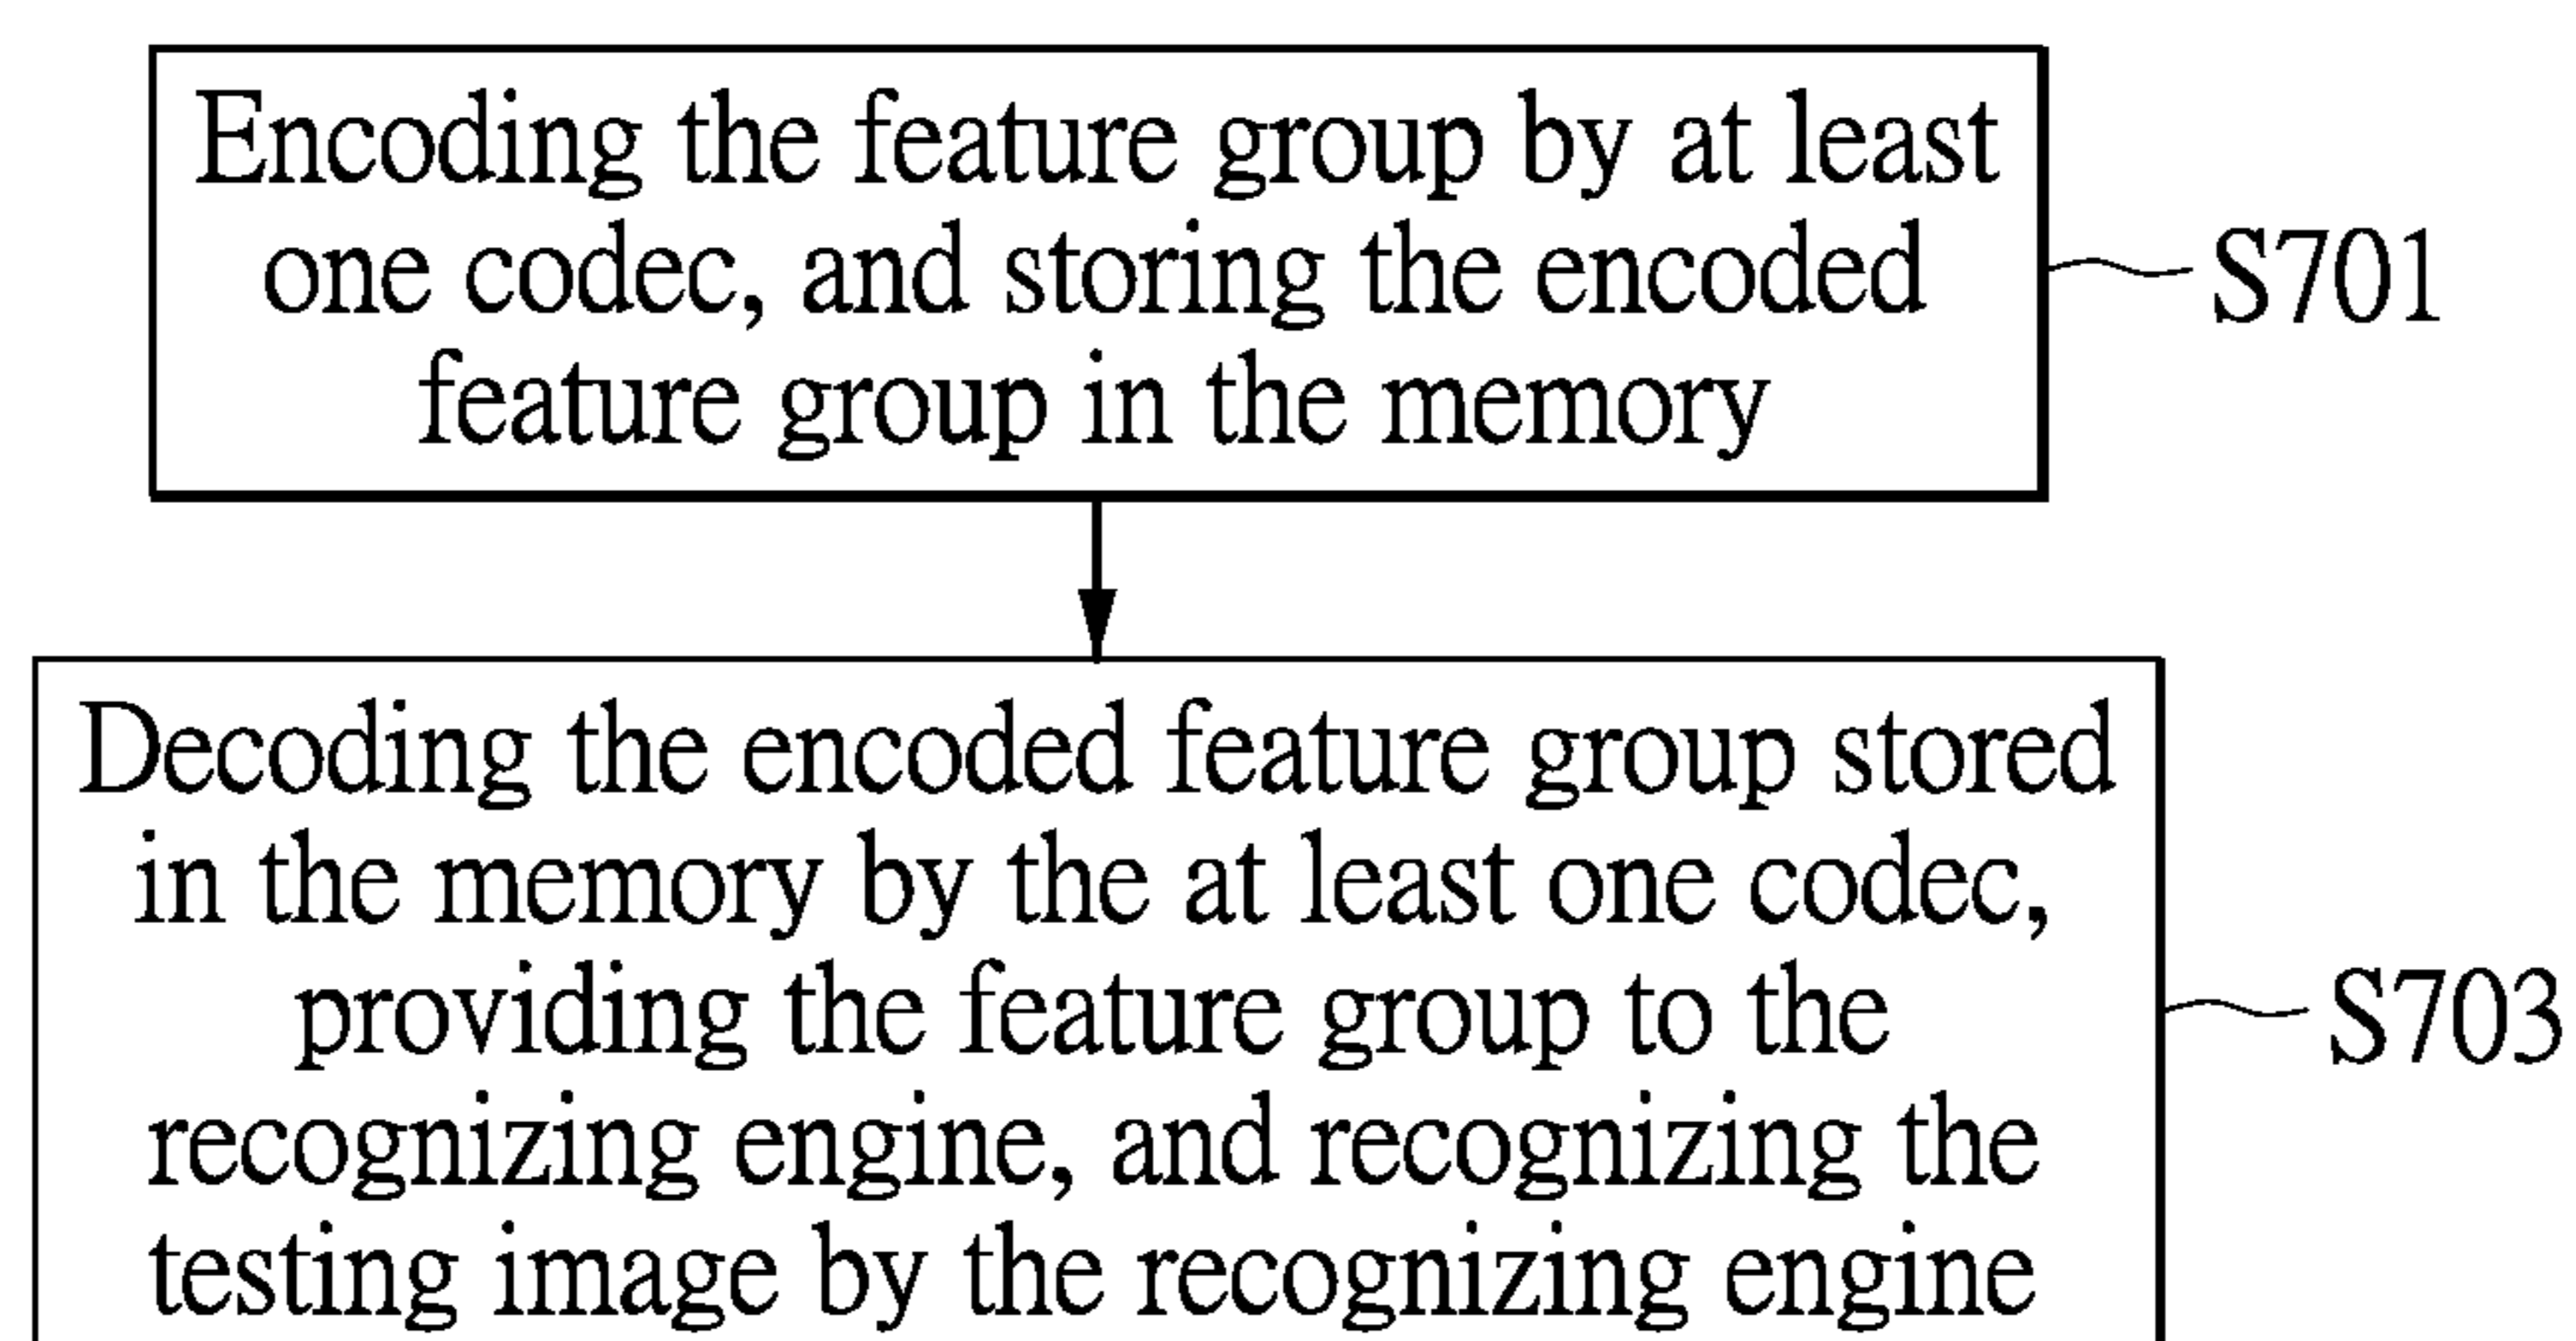 Encoding the feature group by at least
one codec, and storing the encoded
feature group in the memory
S701
Decoding the encoded feature group stored
in the memory by the at least one codec,
providing the feature group to the
recognizing engine, and recognizing the
testing image by the recognizing engine
S703